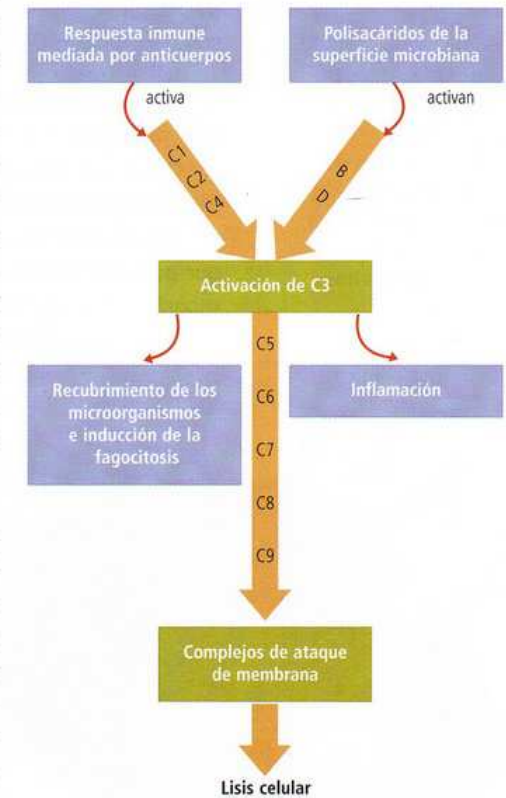 Respuesta inmune
mediada por anticuerpos
Polisacáridos de la
superficie microbiana
activa
activan
C1
C2
C4
B
D
Activación de C3
C5
Recubrimiento de los
microorganismos
e inducción de la
fagocitosis
Inflamación
C6
C7
C8
C9
Complejos de ataque
de membrana
Lisis celular